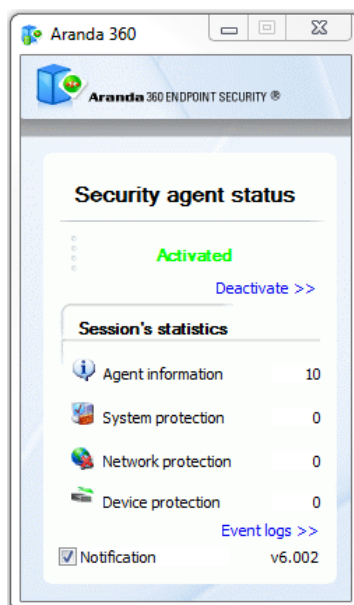 Aranda 360
Aranda 360 ENDPOINT SECURITY ®
Security agent status
Activated
Deactivate >>
Session's statistics
Agent information 10
System protection 0
Network protection 0
Device protection 0
Event logs >>
Notification v6.002